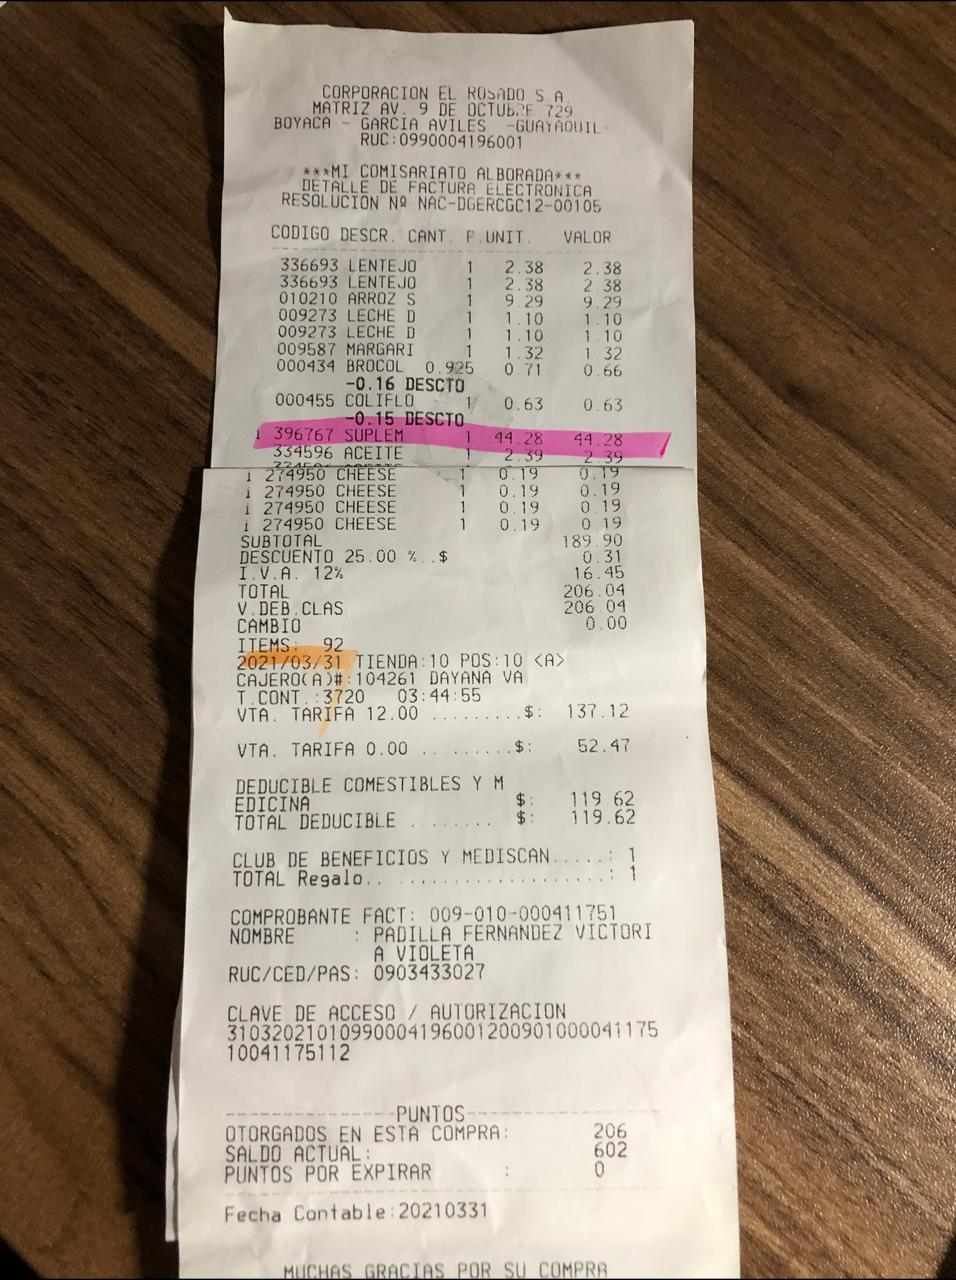 CORPORACION EL ROSADO S.A.
MATRIZ AV. 9 DE OCTUBRE 729
BOYACA - GARCIA AVILES -GUAYAQUIL-
RUC:0990004196001
***MI COMISARIATO ALBORADA***
DETALLE DE FACTURA ELECTRONICA
RESOLUCION Nº NAC-DGERCGC12-00105
CODIGO DESCR. CANT. P.UNIT. VALOR
336693 LENTEJO 1 2.38 2.38
336693 LENTEJO 1 2.38 2.38
010210 ARROZ S 1 9.29 9.29
009273 LECHE D 1 1.10 1.10
009273 LECHE D 1 1.10 1.10
009587 MARGARI 1 1.32 1.32
000434 BROCOL 0.925 0.71 0.66
-0.16 DESCTO
000455 COLIFLO 1 0.63 0.63
-0.15 DESCTO
i 396767 SUPLEM 1 44.28 44.28
334596 ACEITE 1 2.39 2.39
i 274950 CHEESE 1 0.19 0.19
i 274950 CHEESE 1 0.19 0.19
i 274950 CHEESE 1 0.19 0.19
i 274950 CHEESE 1 0.19 0.19
SUBTOTAL 189.90
DESCUENTO 25.00 %..$ 0.31
I.V.A. 12% 16.45
TOTAL 206.04
V.DEB.CLAS 206.04
CAMBIO 0.00
ITEMS: 92
2021/03/31 TIENDA:10 POS:10 <A>
CAJERO(A)#:104261 DAYANA VA
T.CONT.:3720 03:44:55
VTA. TARIFA 12.00 .........$: 137.12
VTA. TARIFA 0.00 .........$: 52.47
DEDUCIBLE COMESTIBLES Y M
EDICINA $: 119.62
TOTAL DEDUCIBLE ........ $: 119.62
CLUB DE BENEFICIOS Y MEDISCAN.....: 1
TOTAL Regalo......................: 1
COMPROBANTE FACT: 009-010-000411751
NOMBRE : PADILLA FERNANDEZ VICTORI
A VIOLETA
RUC/CED/PAS: 0903433027
CLAVE DE ACCESO / AUTORIZACION
31032021010990004196001200901000041175
10041175112
----------------PUNTOS------------------
OTORGADOS EN ESTA COMPRA: 206
SALDO ACTUAL: 602
PUNTOS POR EXPIRAR : 0
Fecha Contable:20210331
MUCHAS GRACIAS POR SU COMPRA